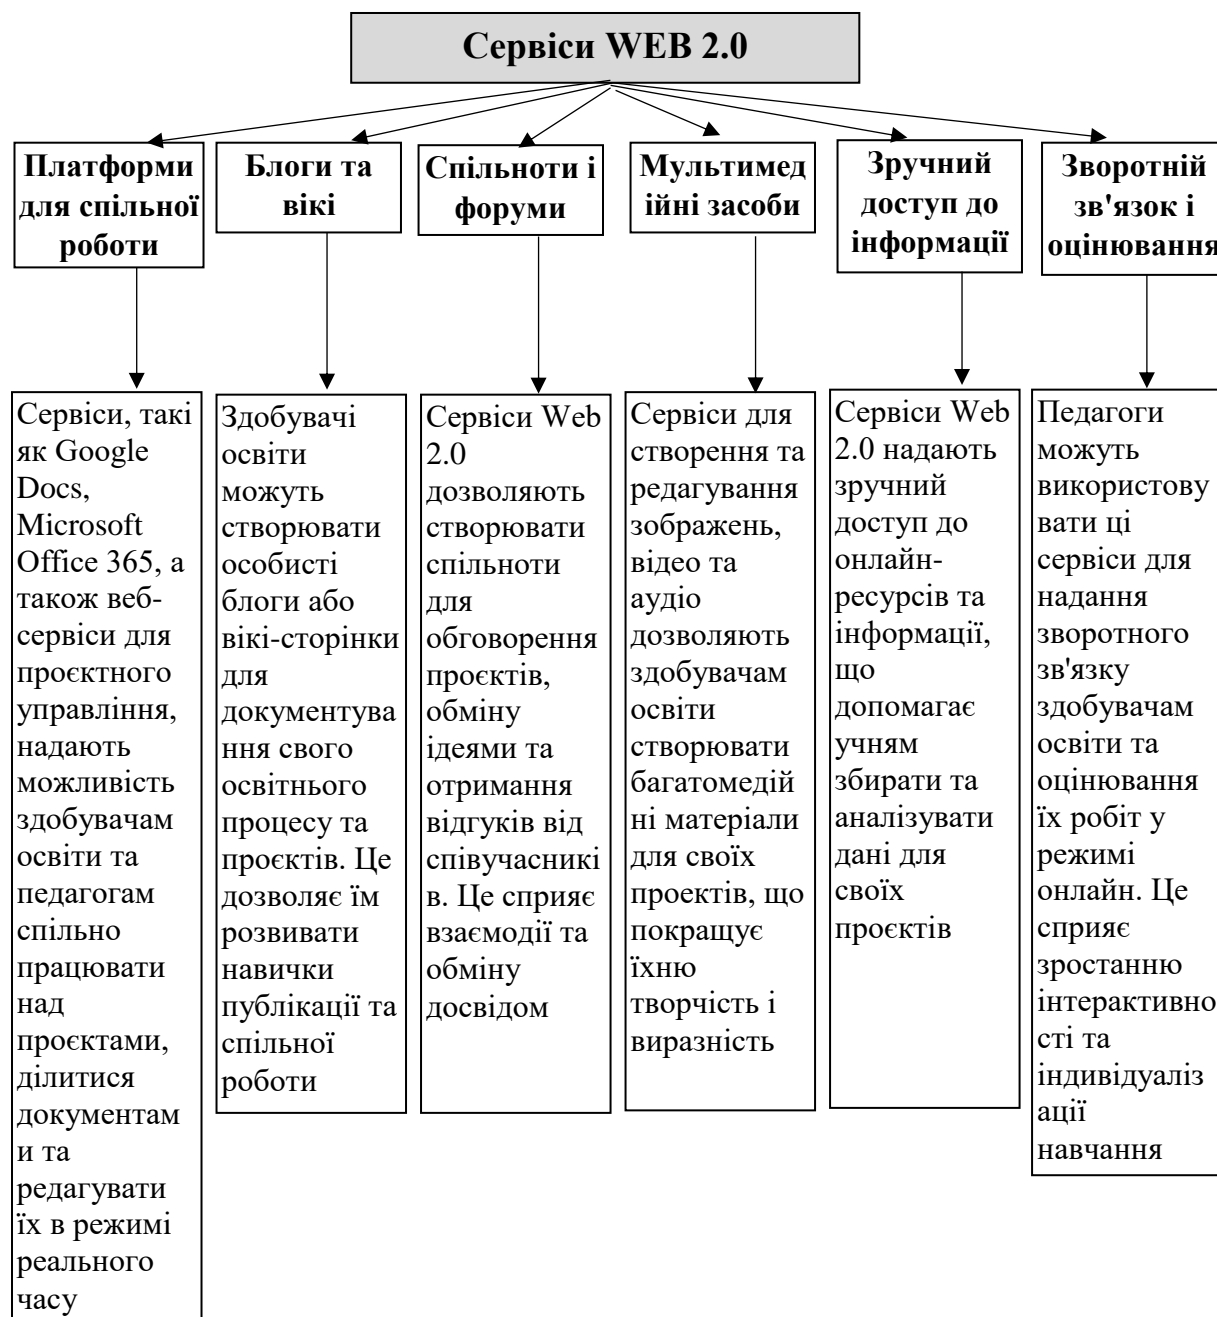 Сервіси WEB 2.0
Платформи
для спільної
роботи
Блоги та
вікі
Спільноти і
форуми
Мультимед
ійні засоби
Зручний
доступ до
інформації
Зворотній
зв'язок і
оцінювання
Сервіси, такі
як Google
Docs,
Microsoft
Office 365, а
також веб-
сервіси для
проєктного
управління,
надають
можливість
здобувачам
освіти та
педагогам
спільно
працювати
над
проєктами,
ділитися
документам
и та
редагувати
їх в режимі
реального
часу
Здобувачі
освіти
можуть
створювати
особисті
блоги або
вікі-сторінки
для
документува
ння свого
освітнього
процесу та
проєктів. Це
дозволяє їм
розвивати
навички
публікації та
спільної
роботи
Сервіси Web
2.0
дозволяють
створювати
спільноти
для
обговорення
проєктів,
обміну
ідеями та
отримання
відгуків від
співучасникі
в. Це сприяє
взаємодії та
обміну
досвідом
Сервіси для
створення та
редагування
зображень,
відео та
аудіо
дозволяють
здобувачам
освіти
створювати
багатомедій
ні матеріали
для своїх
проектів, що
покращує
їхню
творчість і
виразність
Сервіси Web
2.0 надають
зручний
доступ до
онлайн-
ресурсів та
інформації,
що
допомагає
учням
збирати та
аналізувати
дані для
своїх
проєктів
Педагоги
можуть
використову
вати ці
сервіси для
надання
зворотного
зв'язку
здобувачам
освіти та
оцінювання
їх робіт у
режимі
онлайн. Це
сприяє
зростанню
інтерактивно
сті та
індивідуаліз
ації
навчання